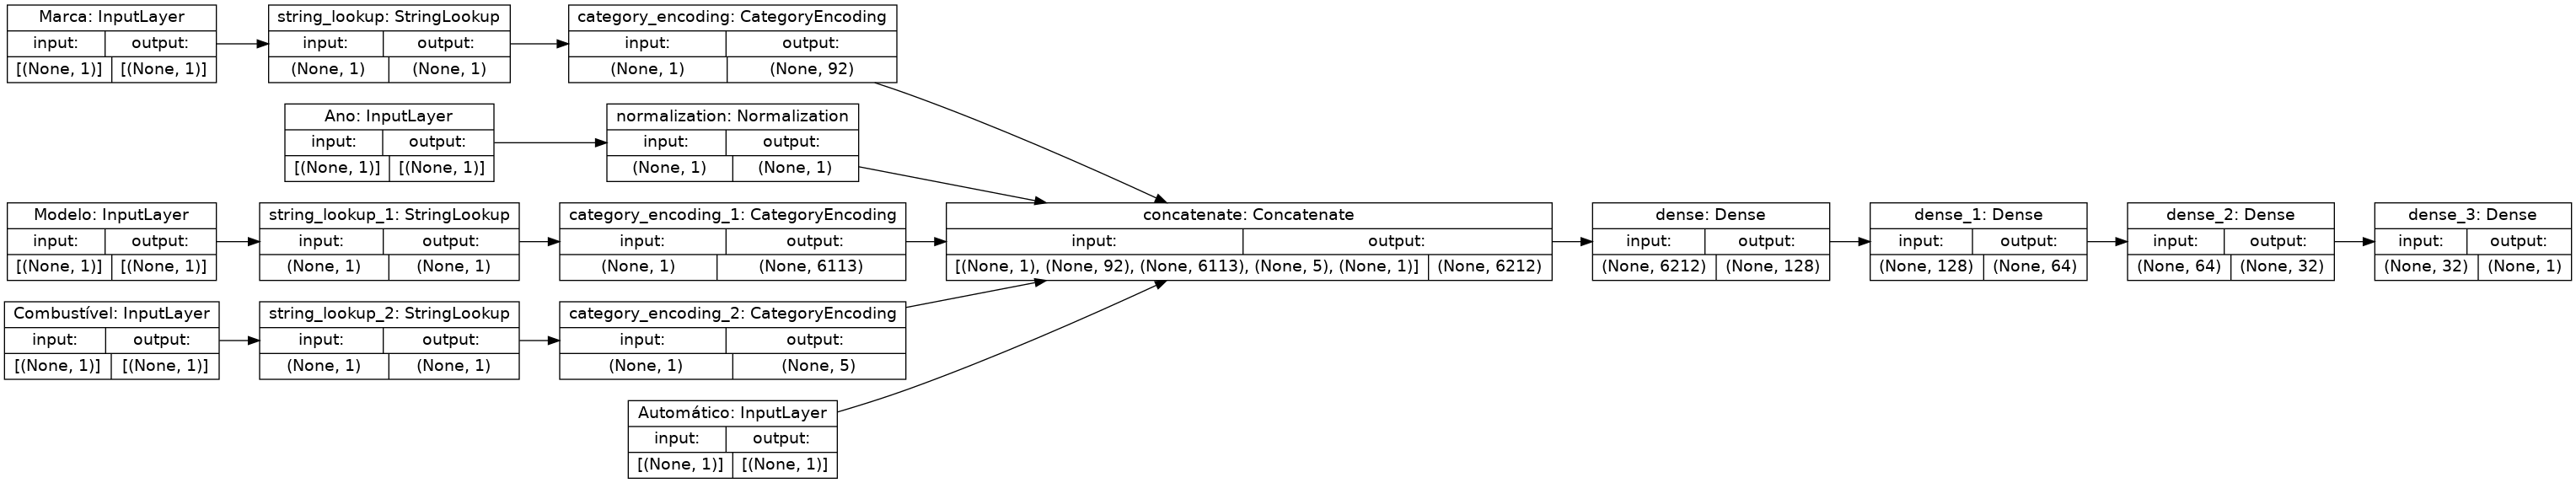 Marca: InputLayer
input: output:
[(None, 1)] [(None, 1)]
string_lookup: StringLookup
input: output:
(None, 1) (None, 1)
category_encoding: CategoryEncoding
input: output:
(None, 1) (None, 92)
Ano: InputLayer
input: output:
[(None, 1)] [(None, 1)]
normalization: Normalization
input: output:
(None, 1) (None, 1)
Modelo: InputLayer
input: output:
[(None, 1)] [(None, 1)]
string_lookup_1: StringLookup
input: output:
(None, 1) (None, 1)
category_encoding_1: CategoryEncoding
input: output:
(None, 1) (None, 6113)
concatenate: Concatenate
input: output:
[(None, 1), (None, 92), (None, 6113), (None, 5), (None, 1)] (None, 6212)
dense: Dense
input: output:
(None, 6212) (None, 128)
dense_1: Dense
input: output:
(None, 128) (None, 64)
dense_2: Dense
input: output:
(None, 64) (None, 32)
dense_3: Dense
input: output:
(None, 32) (None, 1)
Combustível: InputLayer
input: output:
[(None, 1)] [(None, 1)]
string_lookup_2: StringLookup
input: output:
(None, 1) (None, 1)
category_encoding_2: CategoryEncoding
input: output:
(None, 1) (None, 5)
Automático: InputLayer
input: output:
[(None, 1)] [(None, 1)]